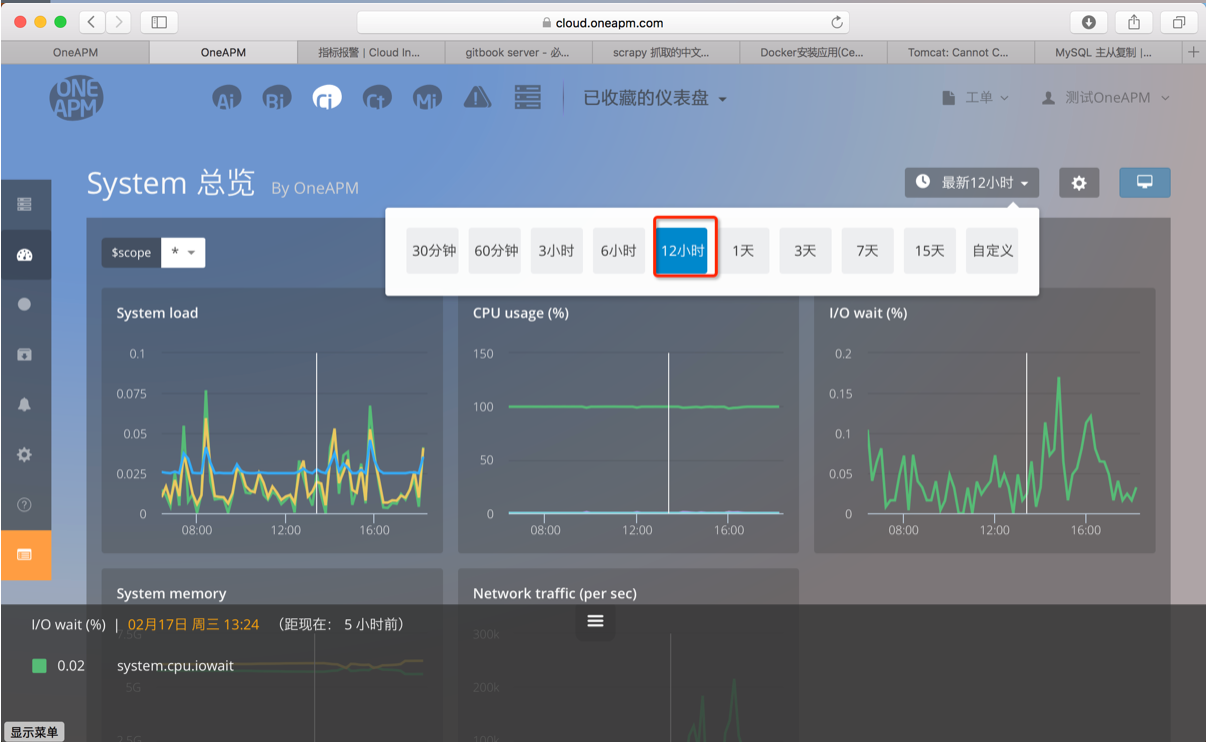 cloud.oneapm.com
OneAPM OneAPM 指标报警 | Cloud In... gitbook server - 必... scrapy 抓取的中文... Docker安装应用(Ce... Tomcat: Cannot C... MySQL 主从复制 |...
ONE APM Ai Bi Ci Ct Mi 已收藏的仪表盘 工单 测试OneAPM
System 总览 By OneAPM 最新12小时
$scope * 30分钟 60分钟 3小时 6小时 12小时 1天 3天 7天 15天 自定义
System load CPU usage (%) I/O wait (%)
0.1 150 0.2
0.075 100 0.15
0.05 0.1
0.025 50 0.05
0 0 0
08:00 12:00 16:00 08:00 12:00 16:00 08:00 12:00 16:00
System memory Network traffic (per sec)
I/O wait (%) | 02月17日 周三 13:24 （距现在： 5 小时前）
7.5G 300k
0.02 system.cpu.iowait
5G 200k
2.5G 100k
显示菜单